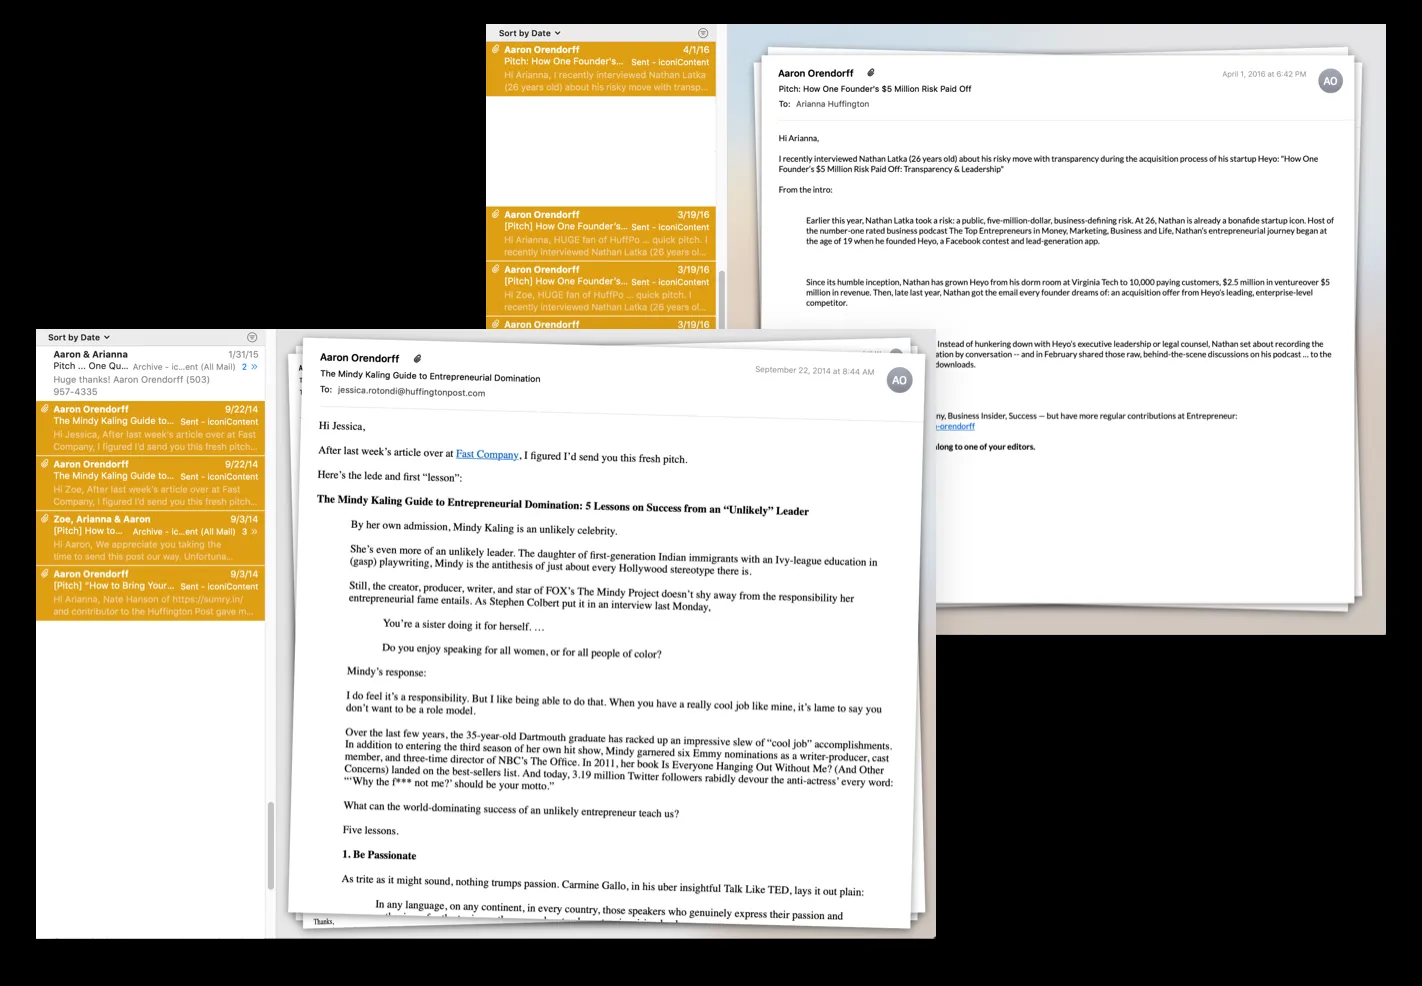 Sort by Date
Aaron Orendorff 4/1/16
Pitch: How One Founder's... Sent - iconiContent
Hi Arianna, I recently interviewed Nathan Latka
(26 years old) about his risky move with transp...
Aaron Orendorff 3/19/16
[Pitch] How One Founder's... Sent - iconiContent
Hi Arianna, HUGE fan of HuffPo ... quick pitch. I
recently interviewed Nathan Latka (26 years ol...
Aaron Orendorff 3/19/16
[Pitch] How One Founder's... Sent - iconiContent
Hi Zoe, HUGE fan of HuffPo ... quick pitch. I
recently interviewed Nathan Latka (26 years of...
Aaron Orendorff 3/19/16
Aaron Orendorff April 1, 2016 at 6:42 PM AO
Pitch: How One Founder's $5 Million Risk Paid Off
To: Arianna Huffington
Hi Arianna,
I recently interviewed Nathan Latka (26 years old) about his risky move with transparency during the acquisition process of his startup Heyo: "How One
Founder's $5 Million Risk Paid Off: Transparency & Leadership"
From the intro:
Earlier this year, Nathan Latka took a risk: a public, five-million-dollar, business-defining risk. At 26, Nathan is already a bonafide startup icon. Host of
the number-one rated business podcast The Top Entrepreneurs in Money, Marketing, Business and Life, Nathan's entrepreneurial journey began at
the age of 19 when he founded Heyo, a Facebook contest and lead-generation app.
Since its humble inception, Nathan has grown Heyo from his dorm room at Virginia Tech to 10,000 paying customers, $2.5 million in ventureover $5
million in revenue. Then, late last year, Nathan got the email every founder dreams of: an acquisition offer from Heyo's leading, enterprise-level
competitor.
Instead of hunkering down with Heyo's executive leadership or legal counsel, Nathan set about recording the
ation by conversation -- and in February shared those raw, behind-the-scene discussions on his podcast ... to the
downloads.
ny, Business Insider, Success — but have more regular contributions at Entrepreneur:
-orendorff
long to one of your editors.
Sort by Date
Aaron & Arianna 1/31/15
Pitch ... One Qu... Archive - ic...ent (All Mail) 2 »
Huge thanks! Aaron Orendorff (503)
957-4335
Aaron Orendorff 9/22/14
The Mindy Kaling Guide to... Sent - iconiContent
Hi Jessica, After last week's article over at Fast
Company, I figured I'd send you this fresh pitch...
Aaron Orendorff 9/22/14
The Mindy Kaling Guide to... Sent - iconiContent
Hi Zoe, After last week's article over at Fast
Company, I figured I'd send you this fresh pitch...
Zoe, Arianna & Aaron 9/3/14
[Pitch] How to... Archive - ic...ent (All Mail) 3 »
Hi Aaron, We appreciate you taking the
time to send this post our way. Unfortuna...
Aaron Orendorff 9/3/14
[Pitch] "How to Bring Your... Sent - iconiContent
Hi Arianna, Nate Hanson of https://sumry.in/
and contributor to the Huffington Post gave m...
Aaron Orendorff September 22, 2014 at 8:44 AM AO
The Mindy Kaling Guide to Entrepreneurial Domination
To: jessica.rotondi@huffingtonpost.com
Hi Jessica,
After last week's article over at Fast Company, I figured I'd send you this fresh pitch.
Here's the lede and first “lesson”:
The Mindy Kaling Guide to Entrepreneurial Domination: 5 Lessons on Success from an “Unlikely” Leader
By her own admission, Mindy Kaling is an unlikely celebrity.
She's even more of an unlikely leader. The daughter of first-generation Indian immigrants with an Ivy-league education in
(gasp) playwriting, Mindy is the antithesis of just about every Hollywood stereotype there is.
Still, the creator, producer, writer, and star of FOX's The Mindy Project doesn't shy away from the responsibility her
entrepreneurial fame entails. As Stephen Colbert put it in an interview last Monday,
You're a sister doing it for herself. …
Do you enjoy speaking for all women, or for all people of color?
Mindy's response:
I do feel it's a responsibility. But I like being able to do that. When you have a really cool job like mine, it's lame to say you
don't want to be a role model.
Over the last few years, the 35-year-old Dartmouth graduate has racked up an impressive slew of “cool job” accomplishments.
In addition to entering the third season of her own hit show, Mindy garnered six Emmy nominations as a writer-producer, cast
member, and three-time director of NBC's The Office. In 2011, her book Is Everyone Hanging Out Without Me? (And Other
Concerns) landed on the best-sellers list. And today, 3.19 million Twitter followers rabidly devour the anti-actress' every word:
“‘Why the f*** not me?’ should be your motto.”
What can the world-dominating success of an unlikely entrepreneur teach us?
Five lessons.
1. Be Passionate
As trite as it might sound, nothing trumps passion. Carmine Gallo, in his uber insightful Talk Like TED, lays it out plain:
In any language, on any continent, in every country, those speakers who genuinely express their passion and
Thanks,